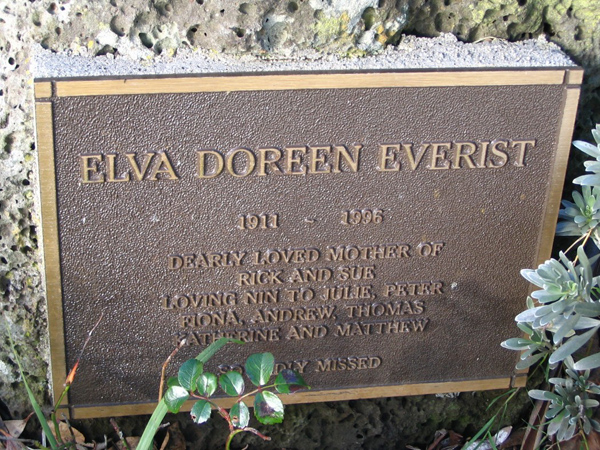 ELVA DOREEN EVERIST
1911 ~ 1996
DEARLY LOVED MOTHER OF
RICK AND SUE
LOVING NIN TO JULIE, PETER
FIONA, ANDREW, THOMAS
KATHERINE AND MATTHEW
MISSED